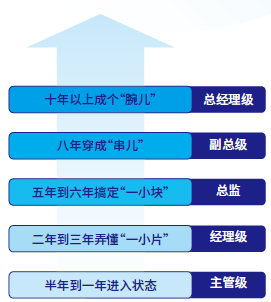 十年以上成个“腕儿” 总经理级
八年穿成“串儿” 副总级
五年到六年搞定“一小块” 总监
二年到三年弄懂“一小片” 经理级
半年到一年进入状态 主管级